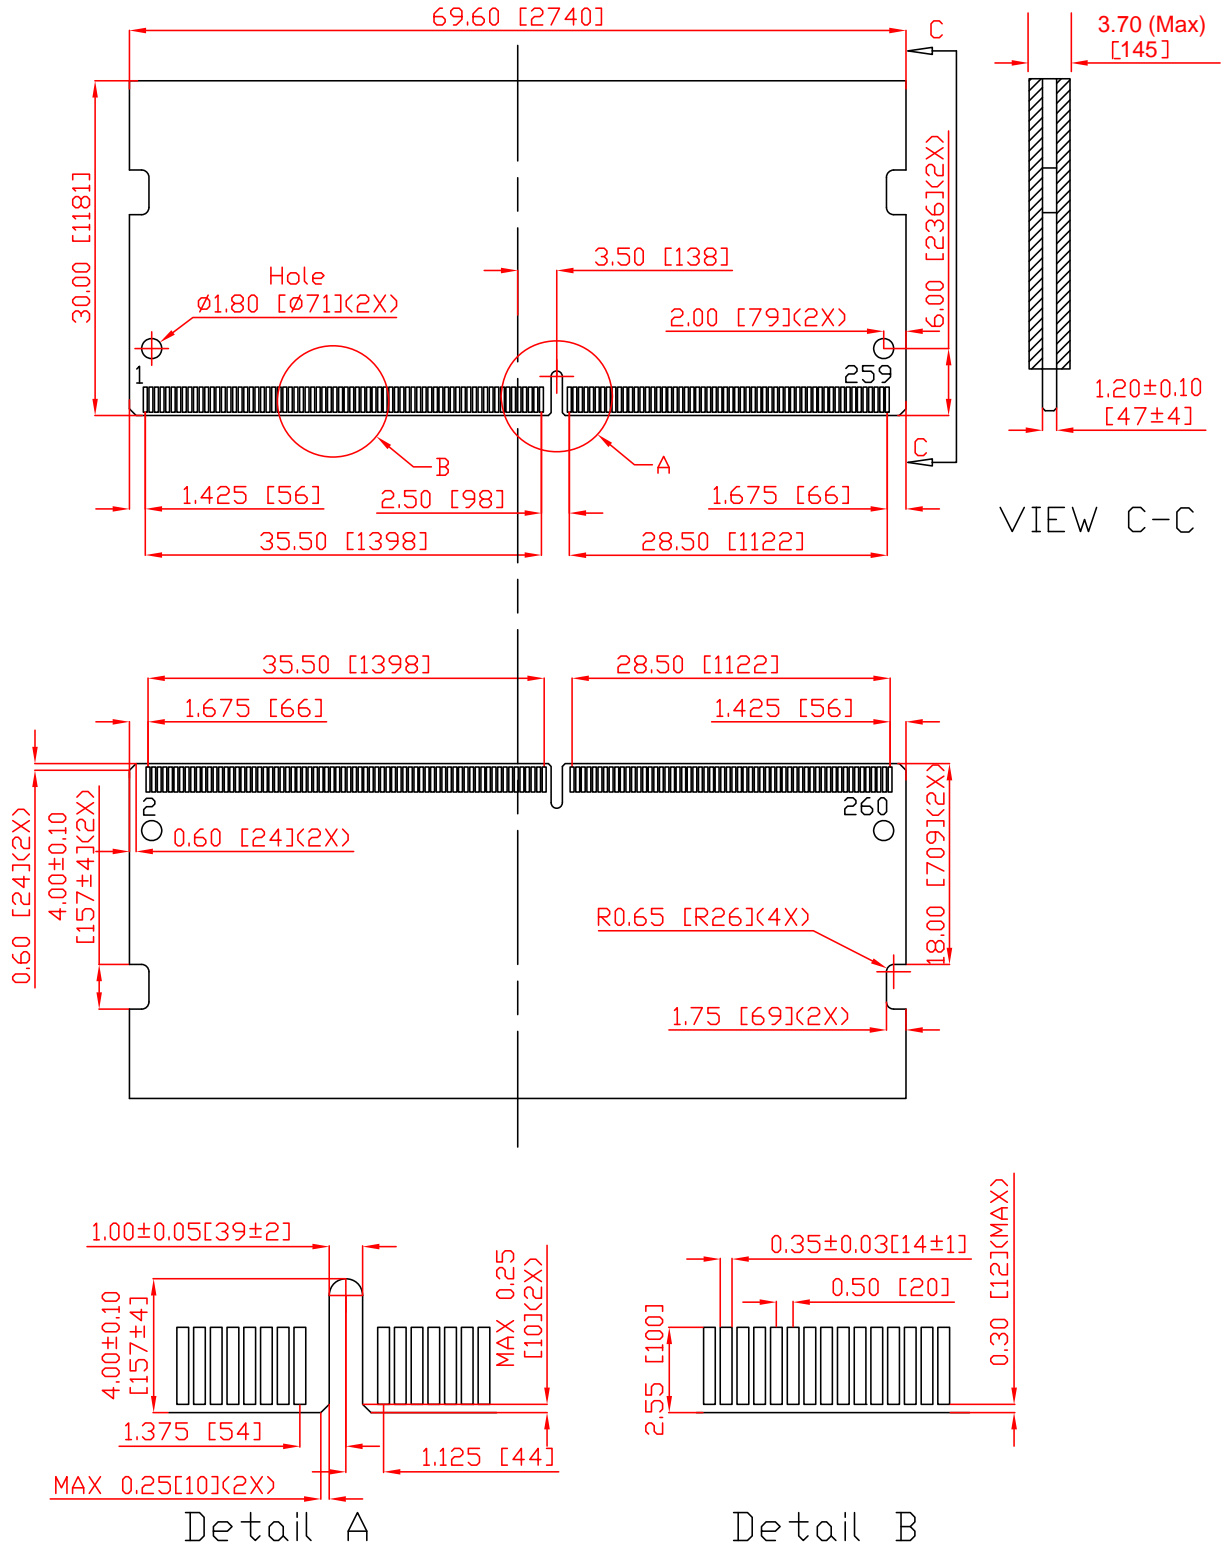 69.60 [2740]
C
3.70 (Max)
[145]
30.00 [1181]
6.00 [236](2X)
3.50 [138]
Hole
Ø1.80 [Ø71](2X)
2.00 [79](2X)
1
259
1.20±0.10
[47±4]
C
B
A
1.425 [56]
2.50 [98]
1.675 [66]
VIEW C-C
35.50 [1398]
28.50 [1122]
35.50 [1398]
28.50 [1122]
1.675 [66]
1.425 [56]
2
260
0.60 [24](2X)
4.00±0.10
[157±4](2X)
0.60 [24](2X)
18.00 [709](2X)
R0.65 [R26](4X)
1.75 [69](2X)
1.00±0.05[39±2]
4.00±0.10
[157±4]
MAX 0.25
[10](2X)
1.375 [54]
1.125 [44]
MAX 0.25[10](2X)
Detail A
0.35±0.03[14±1]
0.50 [20]
2.55 [100]
0.30 [12](MAX)
Detail B